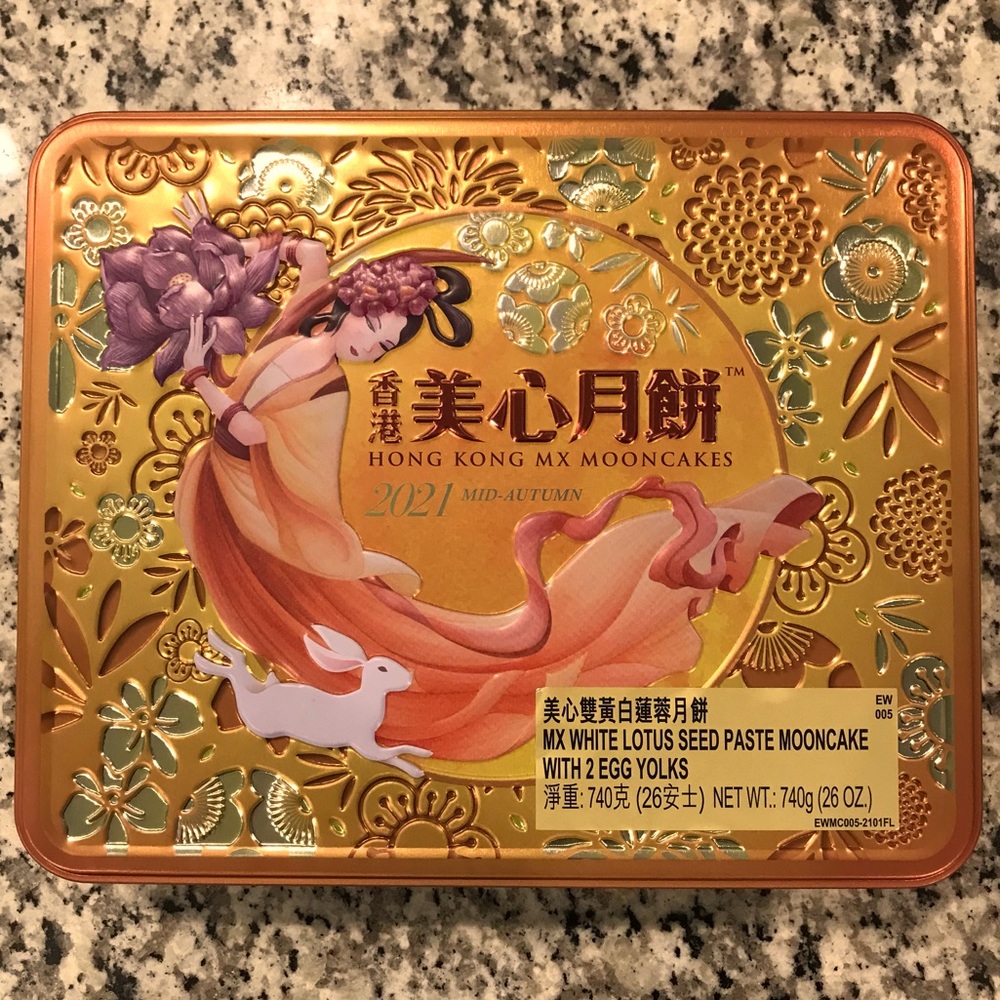 香港 美心月餅™
HONG KONG MX MOONCAKES
2021 MID-AUTUMN
美心雙黃白蓮蓉月餅
EW
005
MX WHITE LOTUS SEED PASTE MOONCAKE
WITH 2 EGG YOLKS
淨重: 740克 (26安士) NET WT.: 740g (26 OZ.)
EWMC005-2101FL